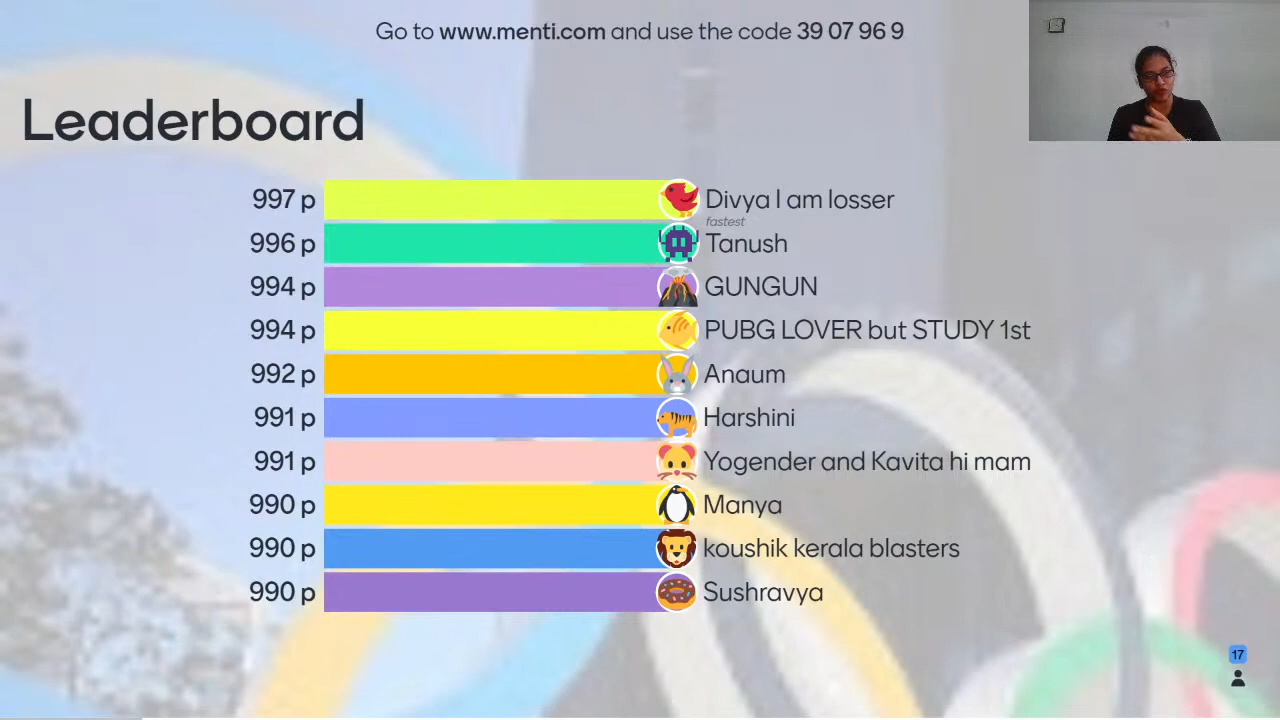 Go to www.menti.com and use the code 39 07 96 9
Leaderboard
997 p Divya I am losser
fastest
996 p Tanush
994 p GUNGUN
994 p PUBG LOVER but STUDY 1st
992 p Anaum
991 p Harshini
991 p Yogender and Kavita hi mam
990 p Manya
990 p koushik kerala blasters
990 p Sushravya
17